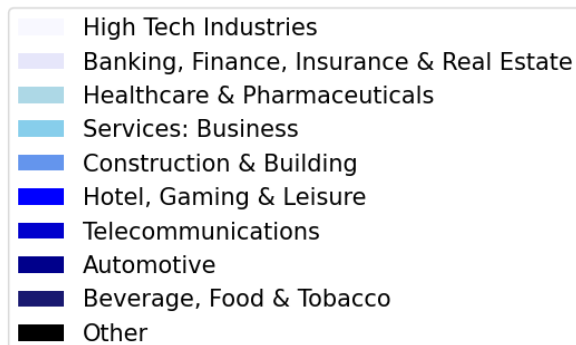 High Tech Industries
Banking, Finance, Insurance & Real Estate
Healthcare & Pharmaceuticals
Services: Business
Construction & Building
Hotel, Gaming & Leisure
Telecommunications
Automotive
Beverage, Food & Tobacco
Other